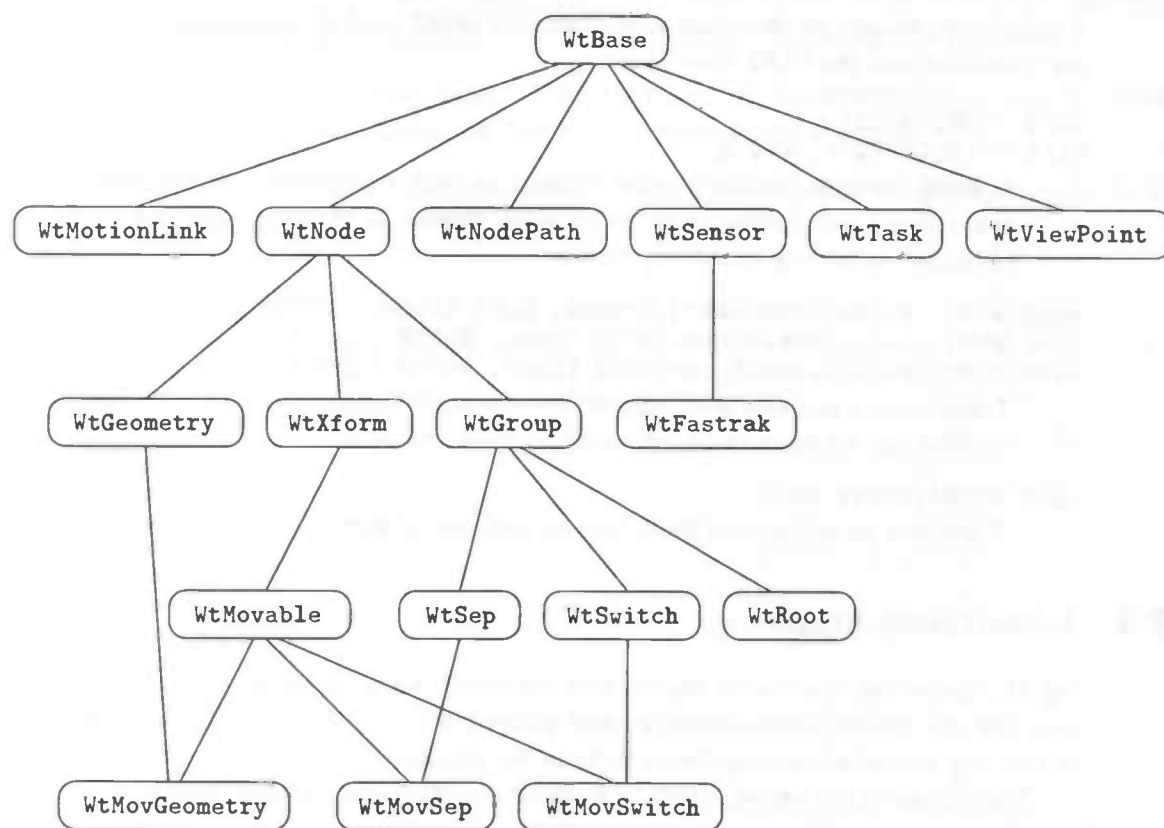 WtBase
WtMotionLink WtNode WtNodePath WtSensor WtTask WtViewPoint
WtGeometry WtXform WtGroup WtFastrak
WtMovable WtSep WtSwitch WtRoot
WtMovGeometry WtMovSep WtMovSwitch